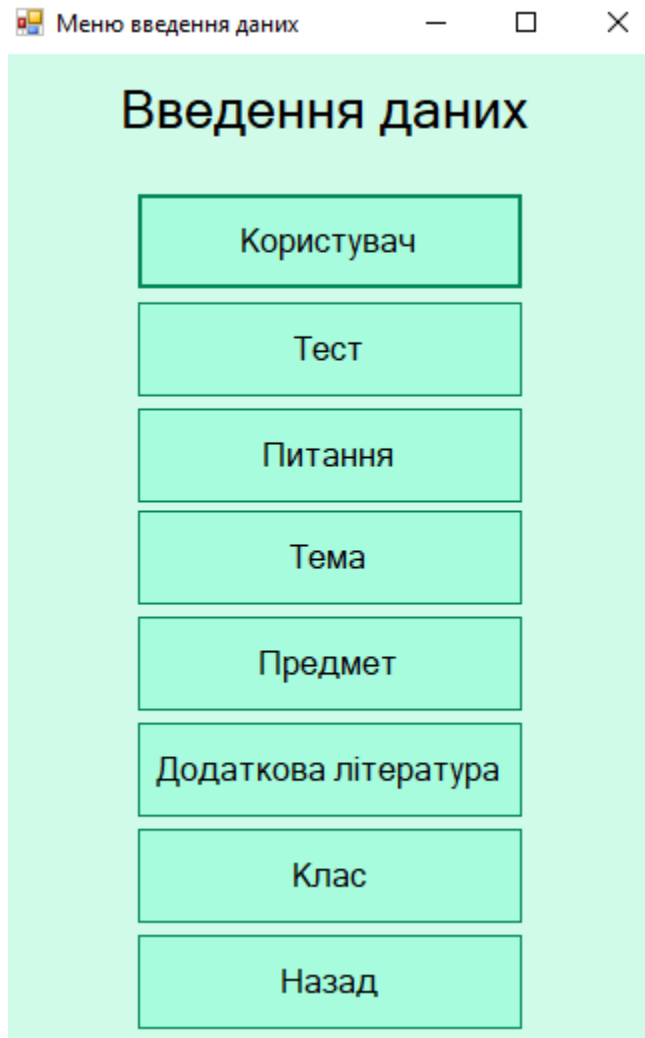 Меню введення даних
Введення даних
Користувач
Тест
Питання
Тема
Предмет
Додаткова література
Клас
Назад